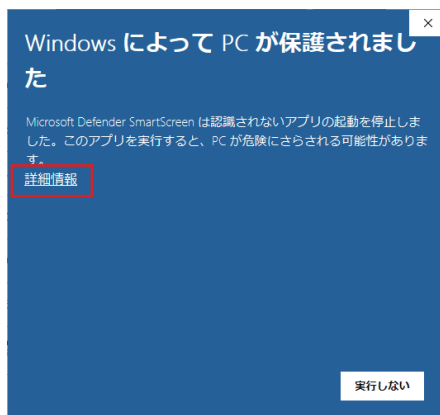 ×
Windows によって PC が保護されまし
た
Microsoft Defender SmartScreen は認識されないアプリの起動を停止しま
した。このアプリを実行すると、PC が危険にさらされる可能性がありま
す。
詳細情報
実行しない